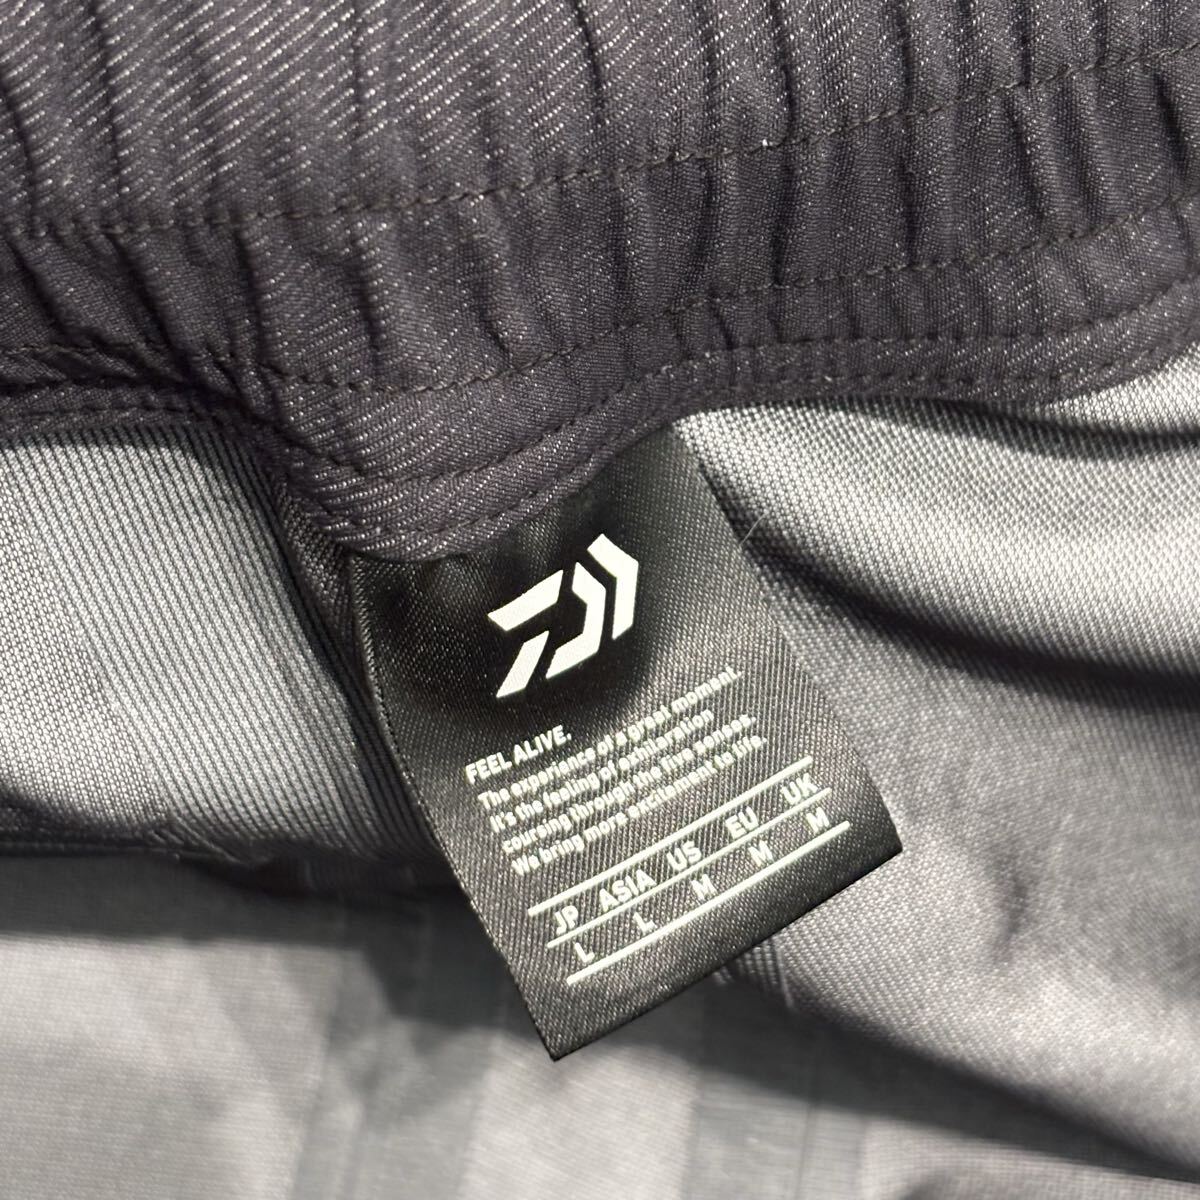 FEEL ALIVE.
The experience of a great moment
It's the feeling of exhilaration
coursing through the five senses.
We bring more excitement to life.
JP ASIA US EU UK
L L M M M